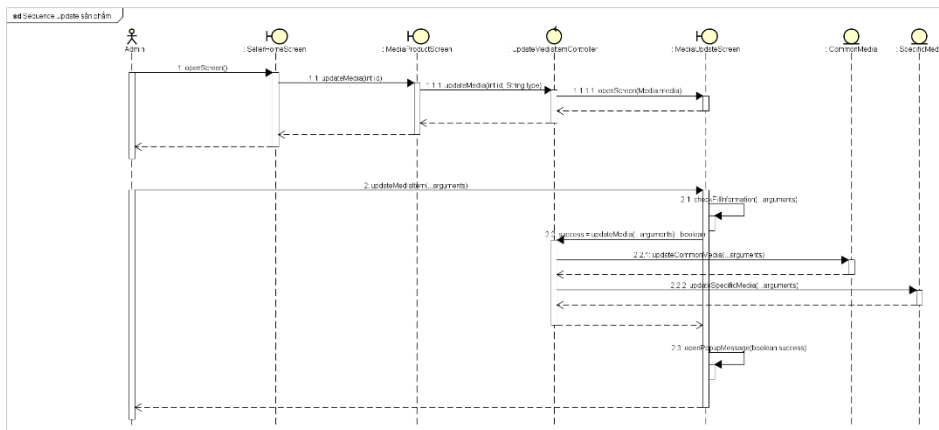 sd Sequence Update sản phẩm
Admin
: SellerHomeScreen
: MediaProductScreen
: UpdateMediaItemController
: MediaUpdateScreen
: CommonMedia
: SpecificMed
1: openScreen()
1.1: updateMedia(int id)
1.1.1: updateMedia(int id, String type)
1.1.1.1: openScreen(Media media)
2: updateMediaItem(...arguments)
2.1: checkFillInformation(...arguments)
2.2: success = updateMedia(...arguments) : boolean
2.2.1: updateCommonMedia(...arguments)
2.2.2: updateSpecificMedia(...arguments)
2.3: openPopupMessage(boolean success)